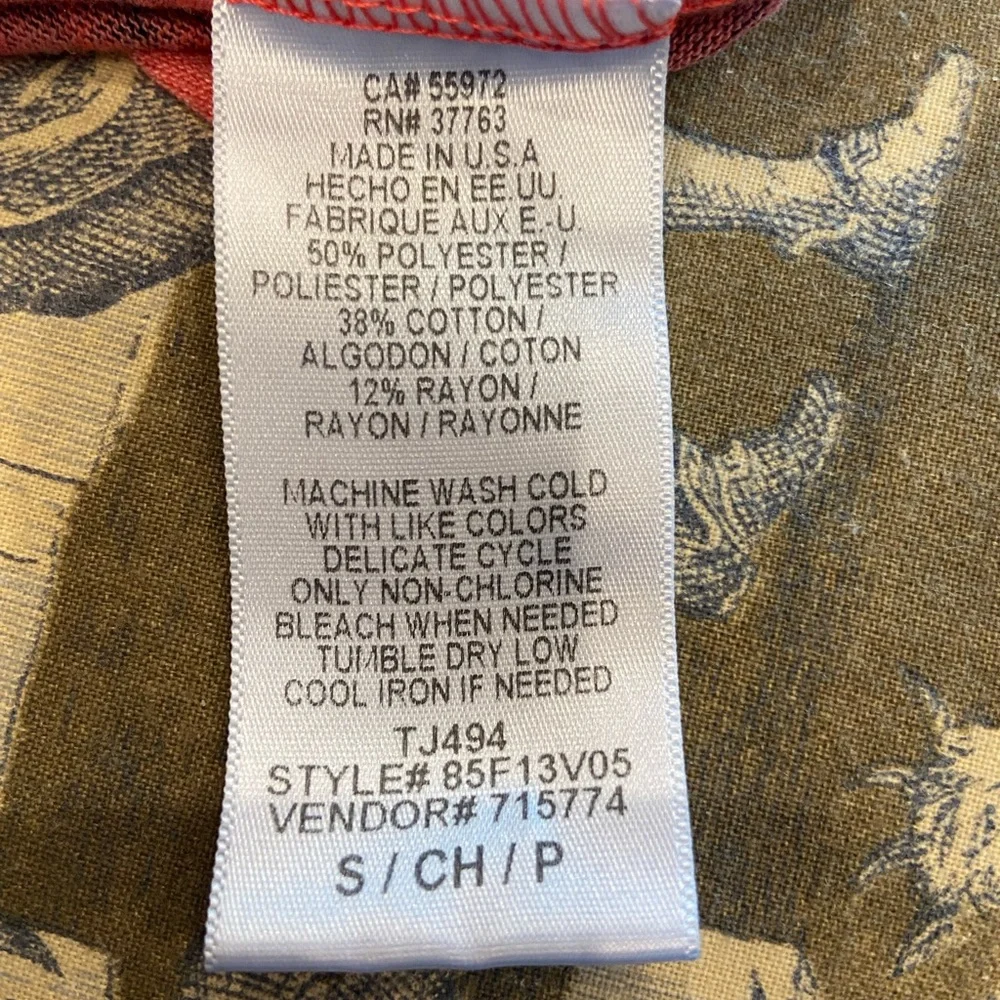 CA# 55972
RN# 37763
MADE IN U.S.A
HECHO EN EE.UU.
FABRIQUE AUX E.-U.
50% POLYESTER /
POLIESTER / POLYESTER
38% COTTON /
ALGODON / COTON
12% RAYON /
RAYON / RAYONNE
MACHINE WASH COLD
WITH LIKE COLORS
DELICATE CYCLE
ONLY NON-CHLORINE
BLEACH WHEN NEEDED
TUMBLE DRY LOW
COOL IRON IF NEEDED
TJ494
STYLE# 85F13V05
VENDOR# 715774
S / CH / P